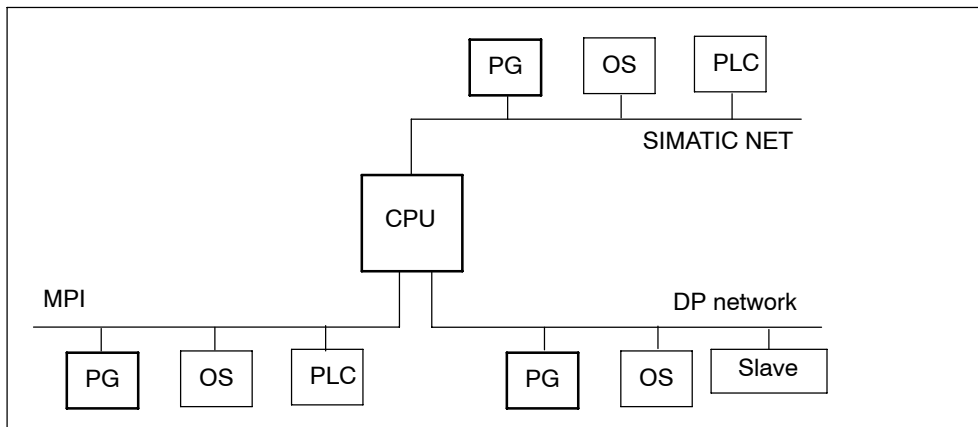 PG
OS
PLC
SIMATIC NET
CPU
MPI
DP network
PG
OS
PLC
PG
OS
Slave